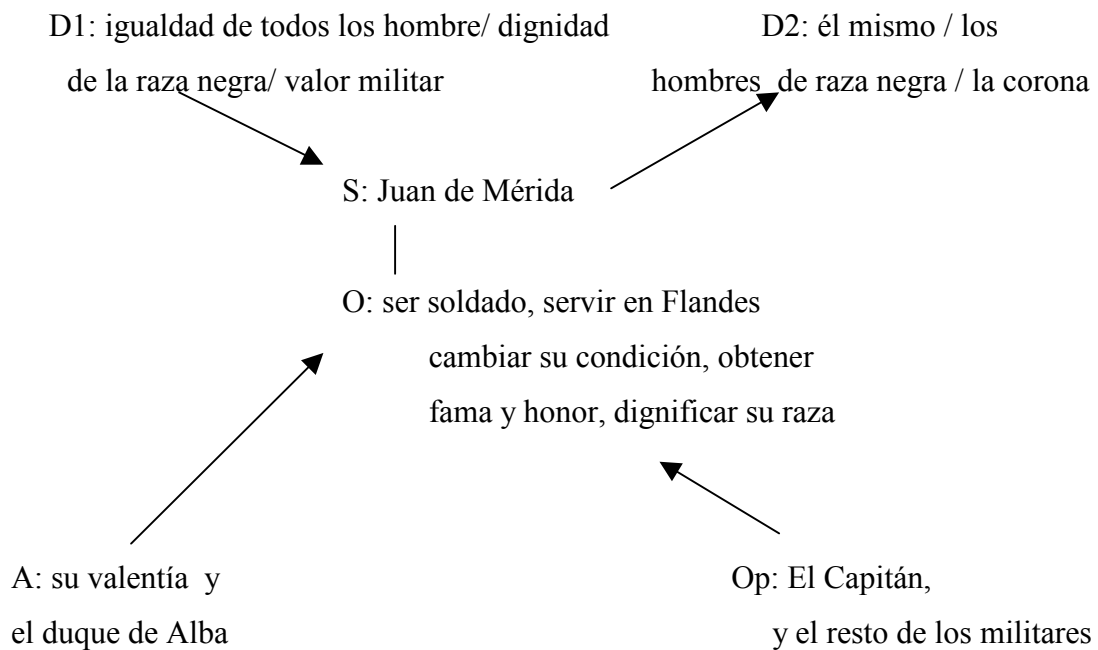 D1: igualdad de todos los hombre/ dignidad
de la raza negra/ valor militar
D2: él mismo / los
hombres de raza negra / la corona
S: Juan de Mérida
O: ser soldado, servir en Flandes
cambiar su condición, obtener
fama y honor, dignificar su raza
A: su valentía y
el duque de Alba
Op: El Capitán,
y el resto de los militares